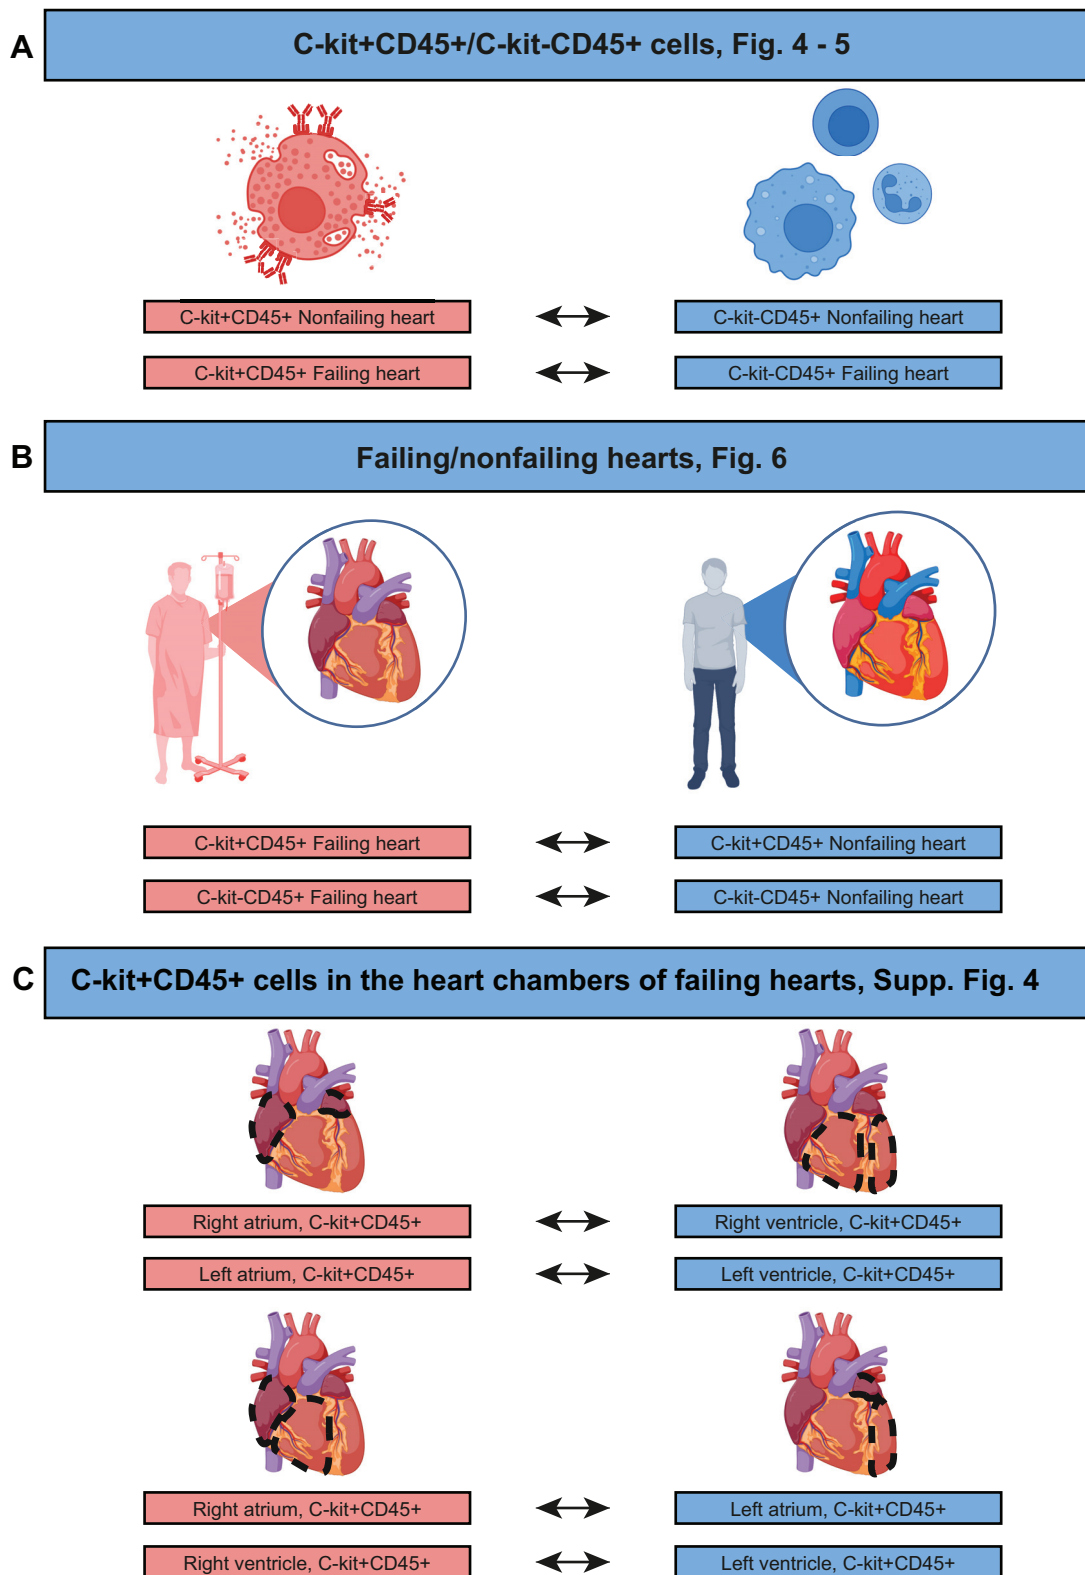 A
C-kit+CD45+/C-kit-CD45+ cells, Fig. 4 - 5
C-kit+CD45+ Nonfailing heart
C-kit-CD45+ Nonfailing heart
C-kit+CD45+ Failing heart
C-kit-CD45+ Failing heart
B
Failing/nonfailing hearts, Fig. 6
C-kit+CD45+ Failing heart
C-kit+CD45+ Nonfailing heart
C-kit-CD45+ Failing heart
C-kit-CD45+ Nonfailing heart
C
C-kit+CD45+ cells in the heart chambers of failing hearts, Supp. Fig. 4
Right atrium, C-kit+CD45+
Right ventricle, C-kit+CD45+
Left atrium, C-kit+CD45+
Left ventricle, C-kit+CD45+
Right atrium, C-kit+CD45+
Left atrium, C-kit+CD45+
Right ventricle, C-kit+CD45+
Left ventricle, C-kit+CD45+